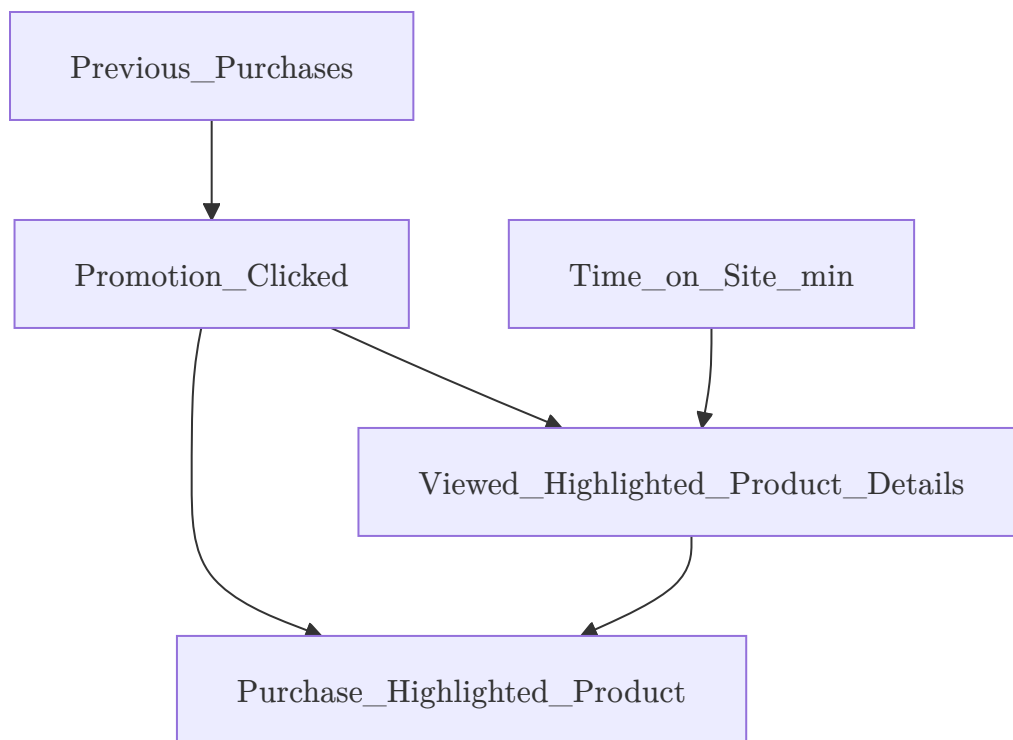 Previous_Purchases
Promotion_Clicked
Time_on_Site_min
Viewed_Highlighted_Product_Details
Purchase_Highlighted_Product